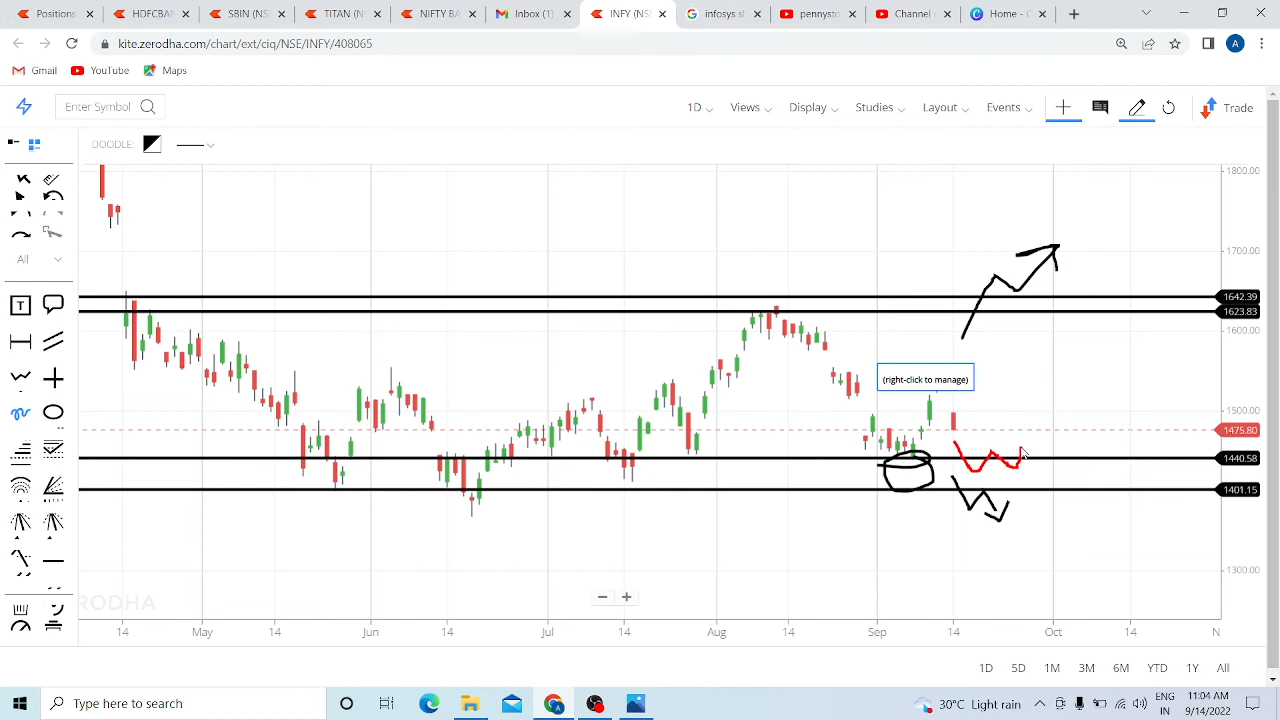 Positions
HDFCBAN
SBIN (NS
TITAN (NS
NIFTY BA
Inbox (1)
INFY (NS
infosys sh
pennysto
Channel
Home - C
kite.zerodha.com/chart/ext/ciq/NSE/INFY/408065
A
Gmail
YouTube
Maps
Enter Symbol
1D
Views
Display
Studies
Layout
Events
Trade
DOODLE:
All
T
1800.00
1700.00
1642.39
1623.83
1600.00
(right-click to manage)
1500.00
1475.80
1440.58
1401.15
1300.00
RODHA
14
May
14
Jun
14
Jul
14
Aug
14
Sep
14
Oct
14
N
1D
5D
1M
3M
6M
YTD
1Y
All
Type here to search
30°C Light rain
ENG
IN
11:04 AM
9/14/2022